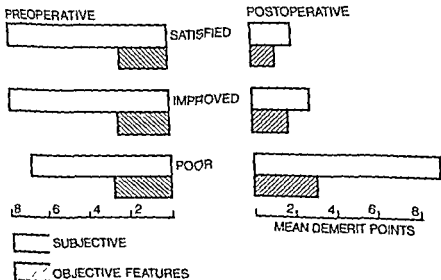 PREOPERATIVE POSTOPERATIVE
SATISFIED
IMPROVED
POOR
8 6 4 2 2 4 6 8
MEAN DEMERIT POINTS
SUBJECTIVE
OBJECTIVE FEATURES